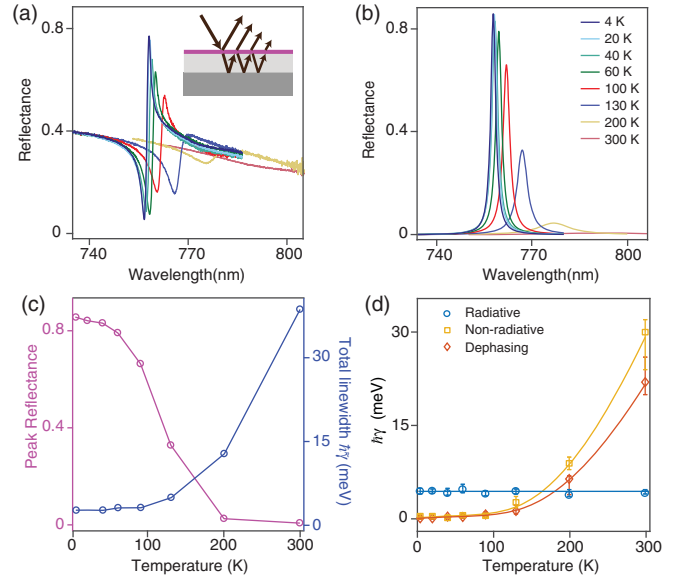 (a)
Reflectance
0.8
0.4
0
740
770
800
Wavelength(nm)
(b)
Reflectance
0.8
0.4
0
740
770
800
Wavelength(nm)
4 K
20 K
40 K
60 K
100 K
130 K
200 K
300 K
(c)
Peak Reflectance
0.8
0.4
0
0
100
200
300
Temperature (K)
Total linewidth ℏγ
(meV)
30
15
0
(d)
ℏγ (meV)
30
15
0
0
100
200
300
Temperature (K)
Radiative
Non-radiative
Dephasing